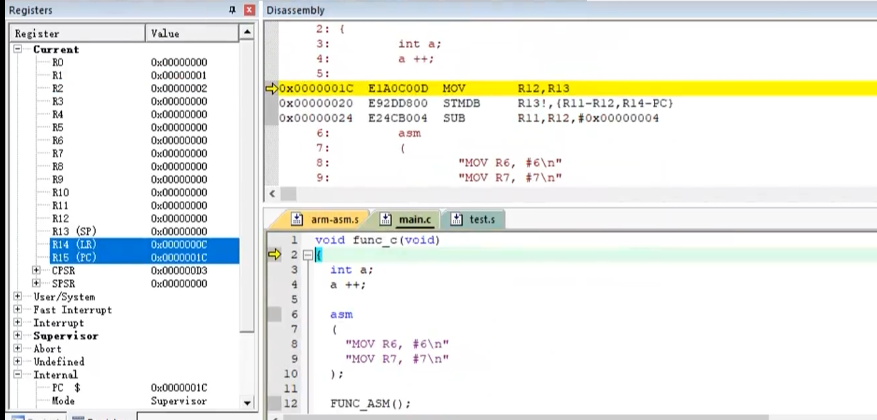 Registers
Register Value
Current
R0 0x00000000
R1 0x00000001
R2 0x00000002
R3 0x00000000
R4 0x00000000
R5 0x00000000
R6 0x00000000
R7 0x00000000
R8 0x00000000
R9 0x00000000
R10 0x00000000
R11 0x00000000
R12 0x00000000
R13 (SP) 0x00000000
R14 (LR) 0x0000000C
R15 (PC) 0x0000001C
CPSR 0x000000D3
SPSR 0x00000000
User/System
Fast Interrupt
Interrupt
Supervisor
Abort
Undefined
Internal
PC $ 0x0000001C
Mode Supervisor
Disassembly
2: {
3: int a;
4: a ++;
5:
0x0000001C E1A0C00D MOV R12,R13
0x00000020 E92DD800 STMDB R13!,{R11-R12,R14-PC}
0x00000024 E24CB004 SUB R11,R12,#0x00000004
6: asm
7: (
8: "MOV R6, #6\n"
9: "MOV R7, #7\n"
arm-asm.s main.c test.s
1 void func_c(void)
2 {
3 int a;
4 a ++;
5
6 asm
7 (
8 "MOV R6, #6\n"
9 "MOV R7, #7\n"
10 );
11
12 FUNC_ASM();